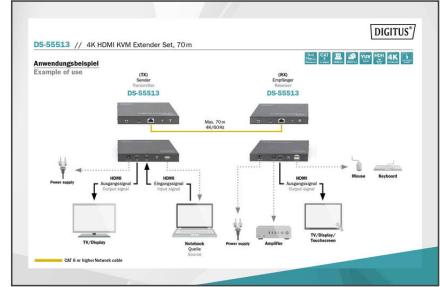 DIGITUS®
DS-55513 // 4K HDMI KVM Extender Set, 70m
Anwendungsbeispiel
Example of use
(TX)
Sender
Transmitter
DS-55513
(RX)
Empfänger
Receiver
DS-55513
Max. 70m
4K/60Hz
Power supply
HDMI
Ausgangssignal
Output signal
HDMI
Eingangssignal
Input signal
HDMI
Ausgangssignal
Output signal
Mouse
Keyboard
TV/Display
Notebook
Quelle
Source
Power supply
Amplifier
TV/Display/
Touchscreen
CAT 6 or higher Network cable